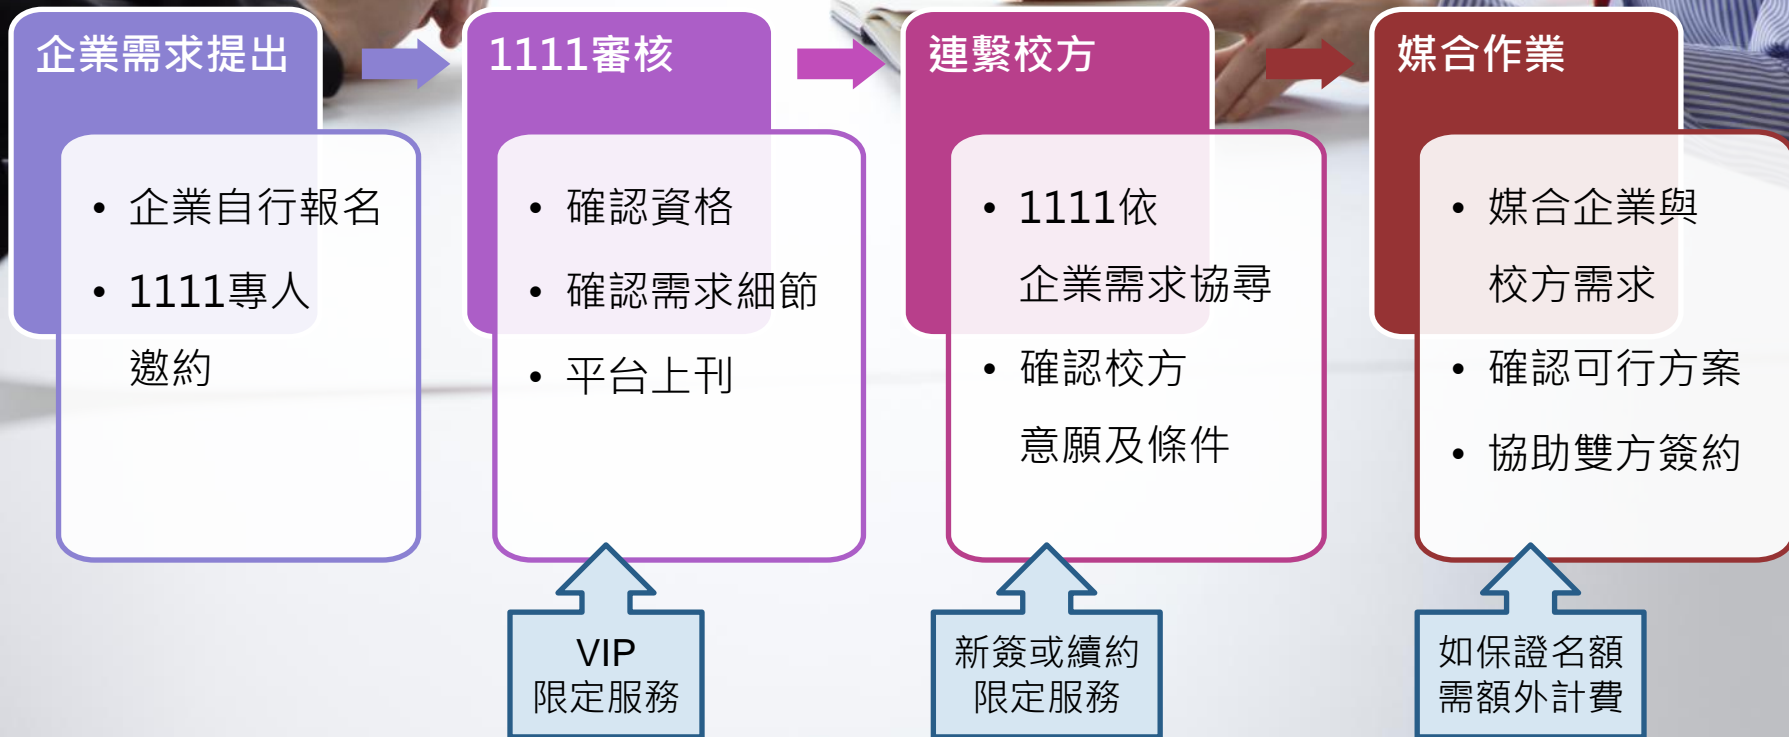 企業需求提出
• 企業自行報名
• 1111專人
邀約
1111審核
• 確認資格
• 確認需求細節
• 平台上刊
VIP
限定服務
連繫校方
• 1111依
企業需求協尋
• 確認校方
意願及條件
新簽或續約
限定服務
媒合作業
• 媒合企業與
校方需求
• 確認可行方案
• 協助雙方簽約
如保證名額
需額外計費